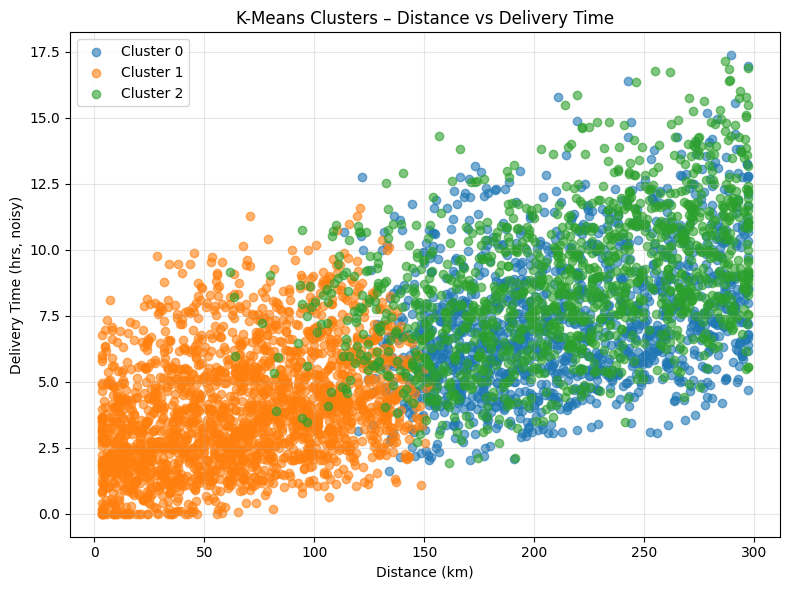 K-Means Clusters – Distance vs Delivery Time
Cluster 0
Cluster 1
Cluster 2
Delivery Time (hrs, noisy)
17.5
15.0
12.5
10.0
7.5
5.0
2.5
0.0
0 50 100 150 200 250 300
Distance (km)